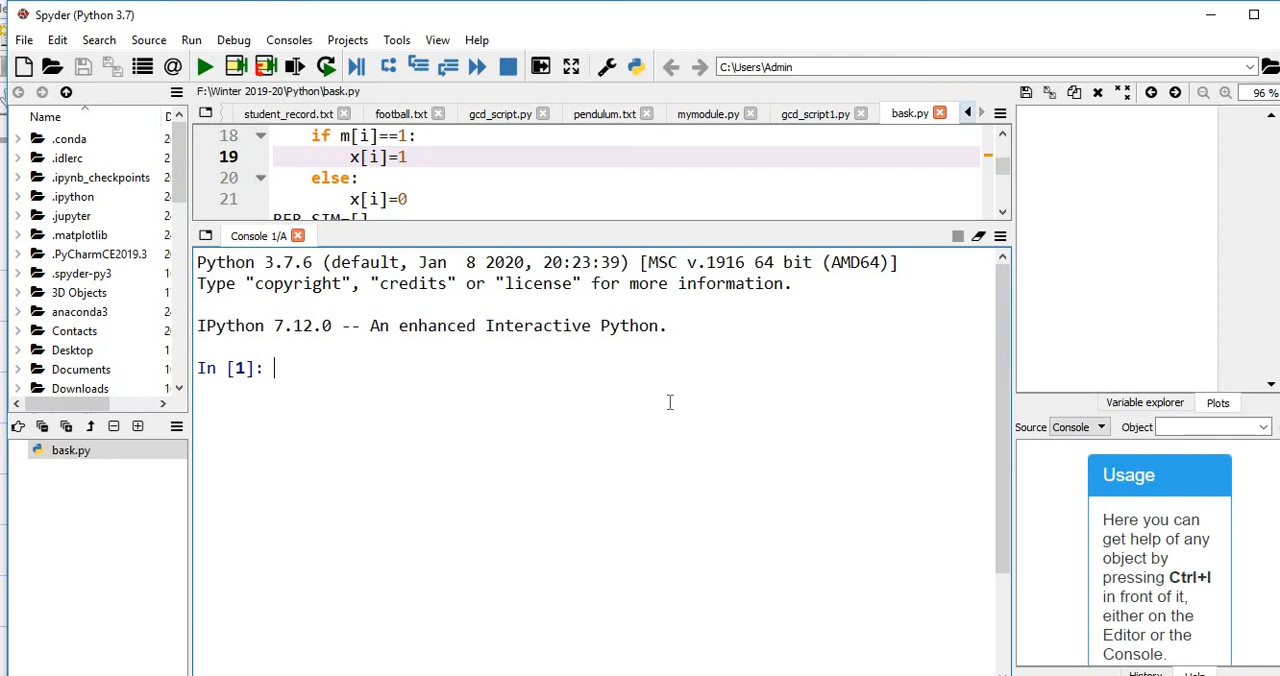 Spyder (Python 3.7)
File Edit Search Source Run Debug Consoles Projects Tools View Help
C:\Users\Admin
F:\Winter 2019-20\Python\bask.py
96 %
Name
student_record.txt football.txt gcd_script.py pendulum.txt mymodule.py gcd_script1.py bask.py
.conda
.idlerc
.ipynb_checkpoints
.ipython
.jupyter
.matplotlib
.PyCharmCE2019.3
.spyder-py3
3D Objects
anaconda3
Contacts
Desktop
Documents
Downloads
bask.py
18 if m[i]==1:
19 x[i]=1
20 else:
21 x[i]=0
BER_SIM=[]
Console 1/A
Python 3.7.6 (default, Jan 8 2020, 20:23:39) [MSC v.1916 64 bit (AMD64)]
Type "copyright", "credits" or "license" for more information.
IPython 7.12.0 -- An enhanced Interactive Python.
In [1]:
Variable explorer Plots
Source Console Object
Usage
Here you can
get help of any
object by
pressing Ctrl+I
in front of it,
either on the
Editor or the
Console.
History Help